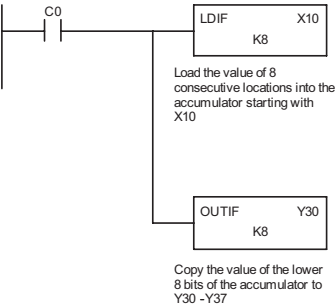 C0
LDIF X10
K8
Load the value of 8
consecutive locations into the
accumulator starting with
X10
OUTIF Y30
K8
Copy the value of the lower
8 bits of the accumulator to
Y30 -Y37